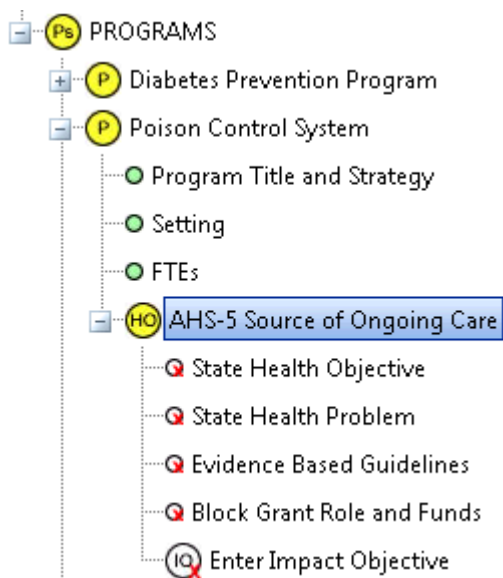 Ps PROGRAMS
P Diabetes Prevention Program
P Poison Control System
Program Title and Strategy
Setting
FTEs
HO AHS-5 Source of Ongoing Care
State Health Objective
State Health Problem
Evidence Based Guidelines
Block Grant Role and Funds
IO Enter Impact Objective